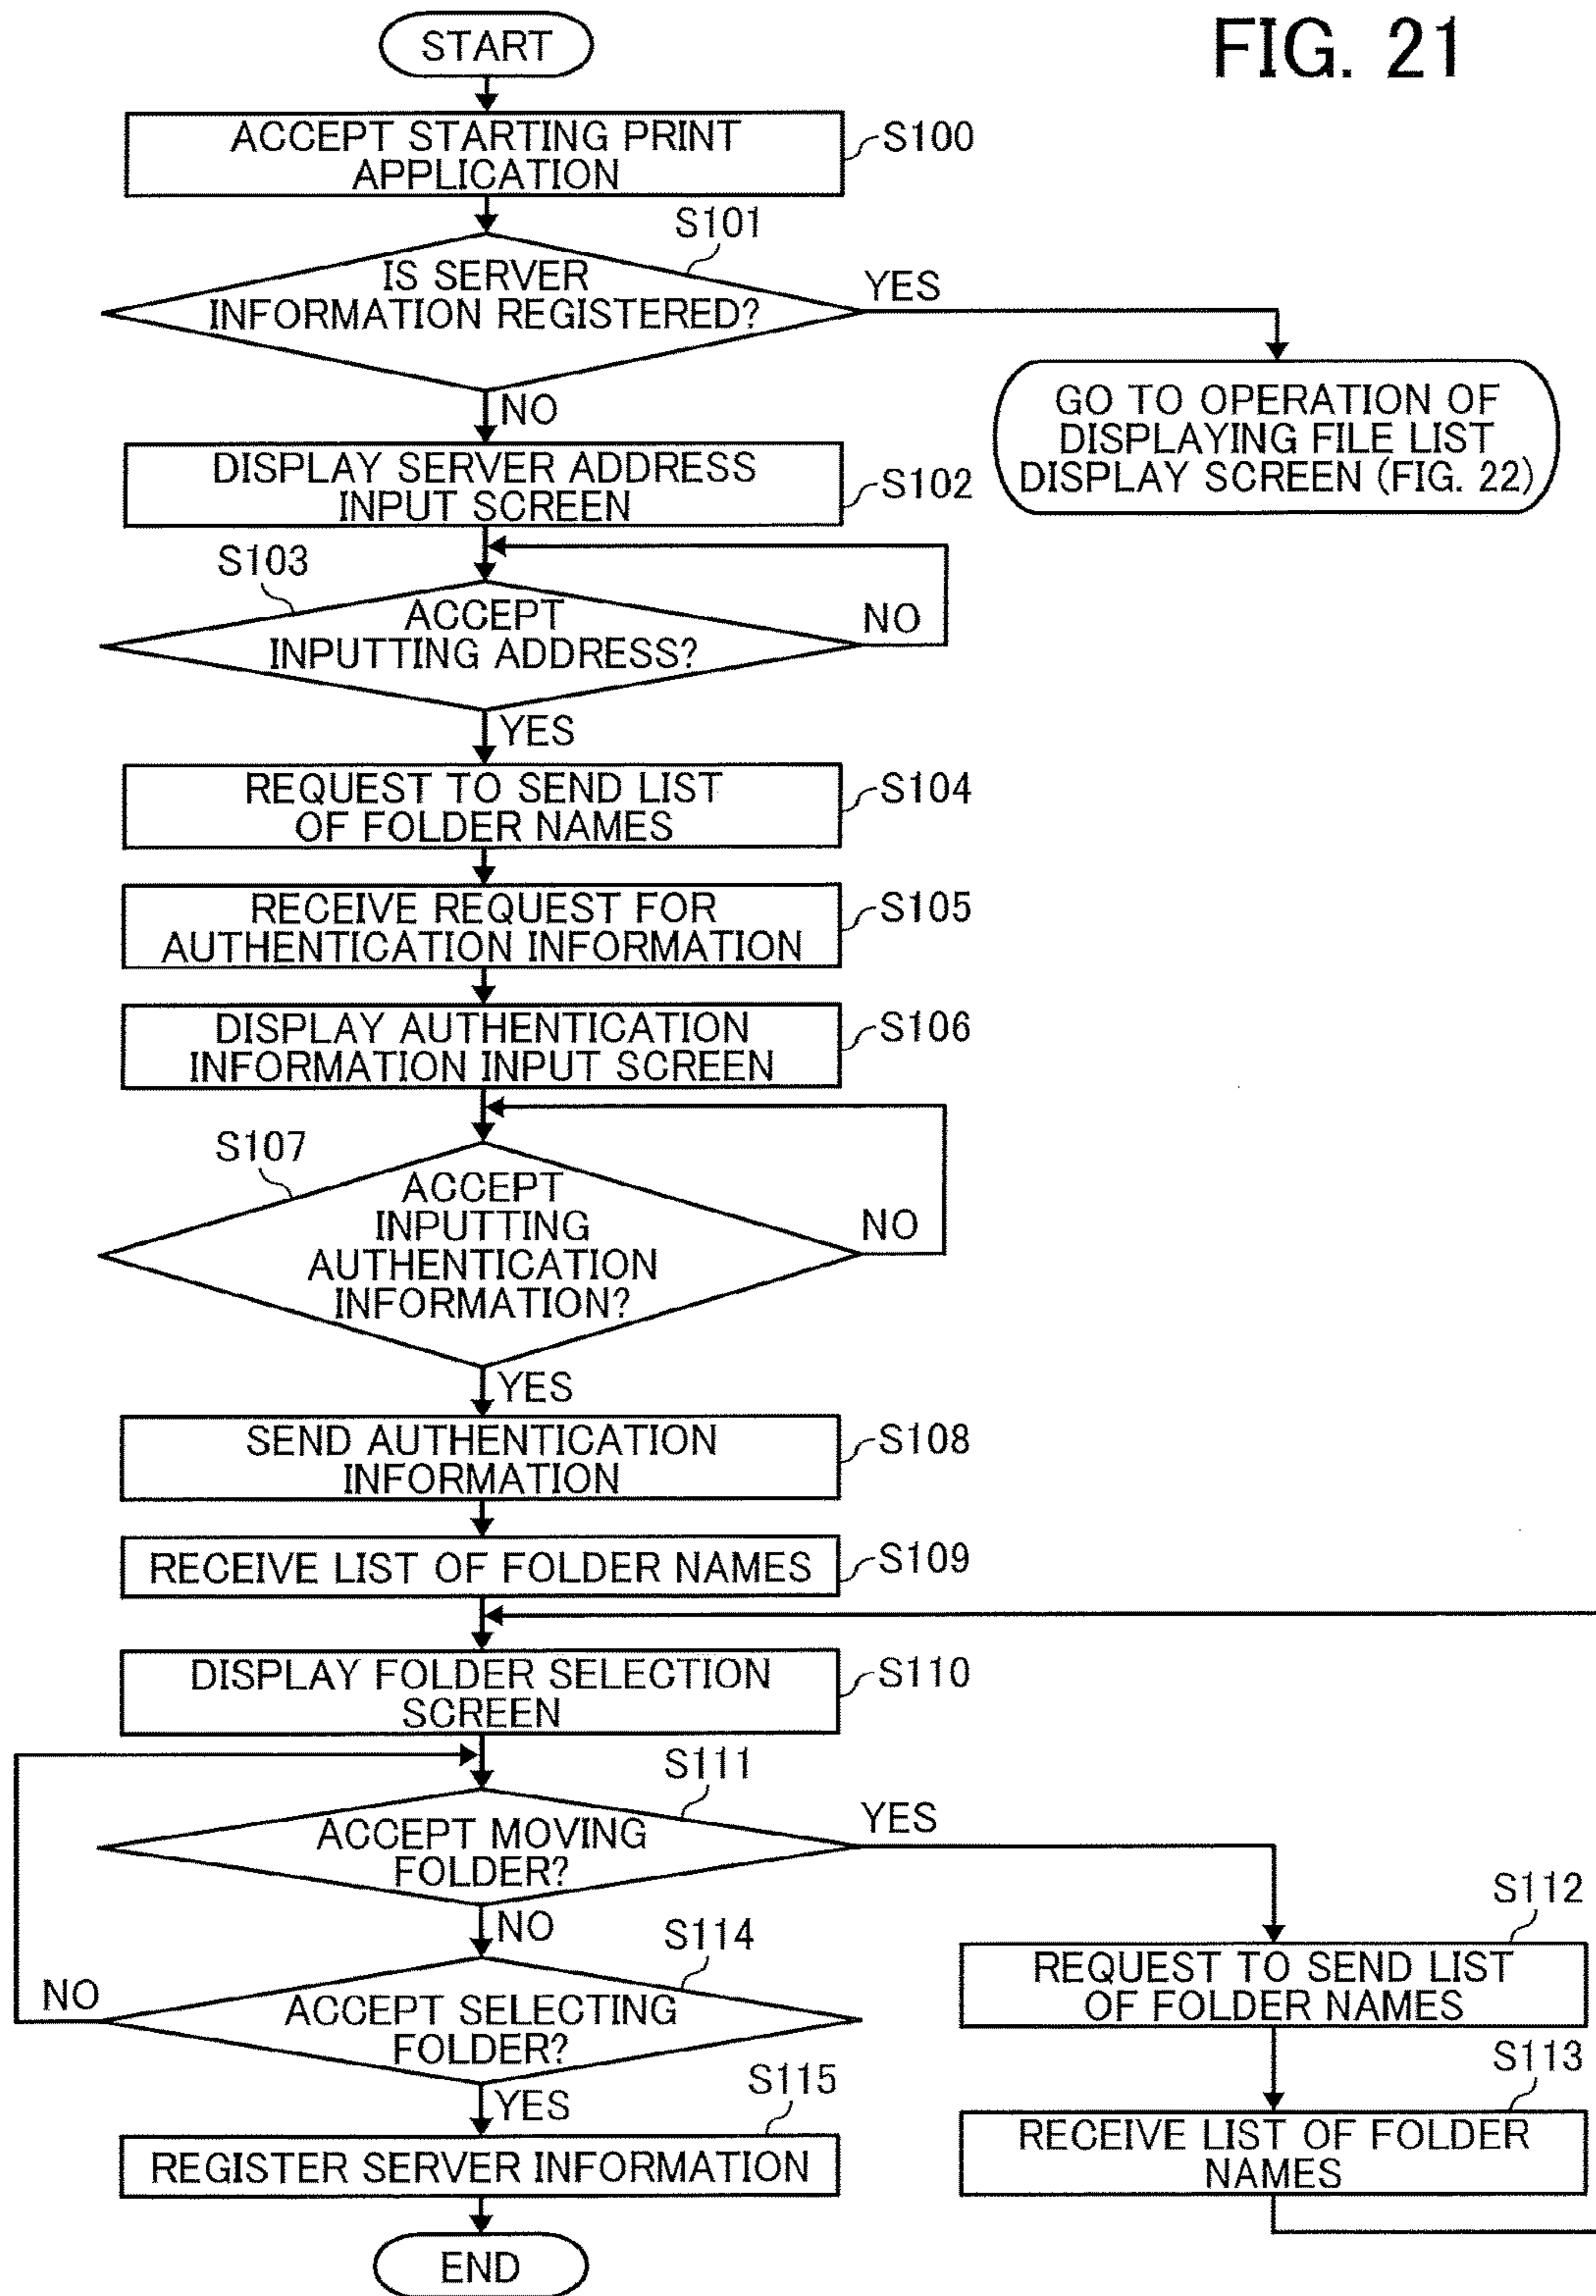 FIG. 21
START
ACCEPT STARTING PRINT
APPLICATION
S100
S101
IS SERVER
INFORMATION REGISTERED?
YES
NO
GO TO OPERATION OF
DISPLAYING FILE LIST
DISPLAY SCREEN (FIG. 22)
DISPLAY SERVER ADDRESS
INPUT SCREEN
S102
S103
ACCEPT
INPUTTING ADDRESS?
NO
YES
REQUEST TO SEND LIST
OF FOLDER NAMES
S104
RECEIVE REQUEST FOR
AUTHENTICATION INFORMATION
S105
DISPLAY AUTHENTICATION
INFORMATION INPUT SCREEN
S106
S107
ACCEPT
INPUTTING
AUTHENTICATION
INFORMATION?
NO
YES
SEND AUTHENTICATION
INFORMATION
S108
RECEIVE LIST OF FOLDER NAMES
S109
DISPLAY FOLDER SELECTION
SCREEN
S110
S111
ACCEPT MOVING
FOLDER?
YES
NO
S112
REQUEST TO SEND LIST
OF FOLDER NAMES
S113
RECEIVE LIST OF FOLDER
NAMES
S114
ACCEPT SELECTING
FOLDER?
NO
YES
S115
REGISTER SERVER INFORMATION
END